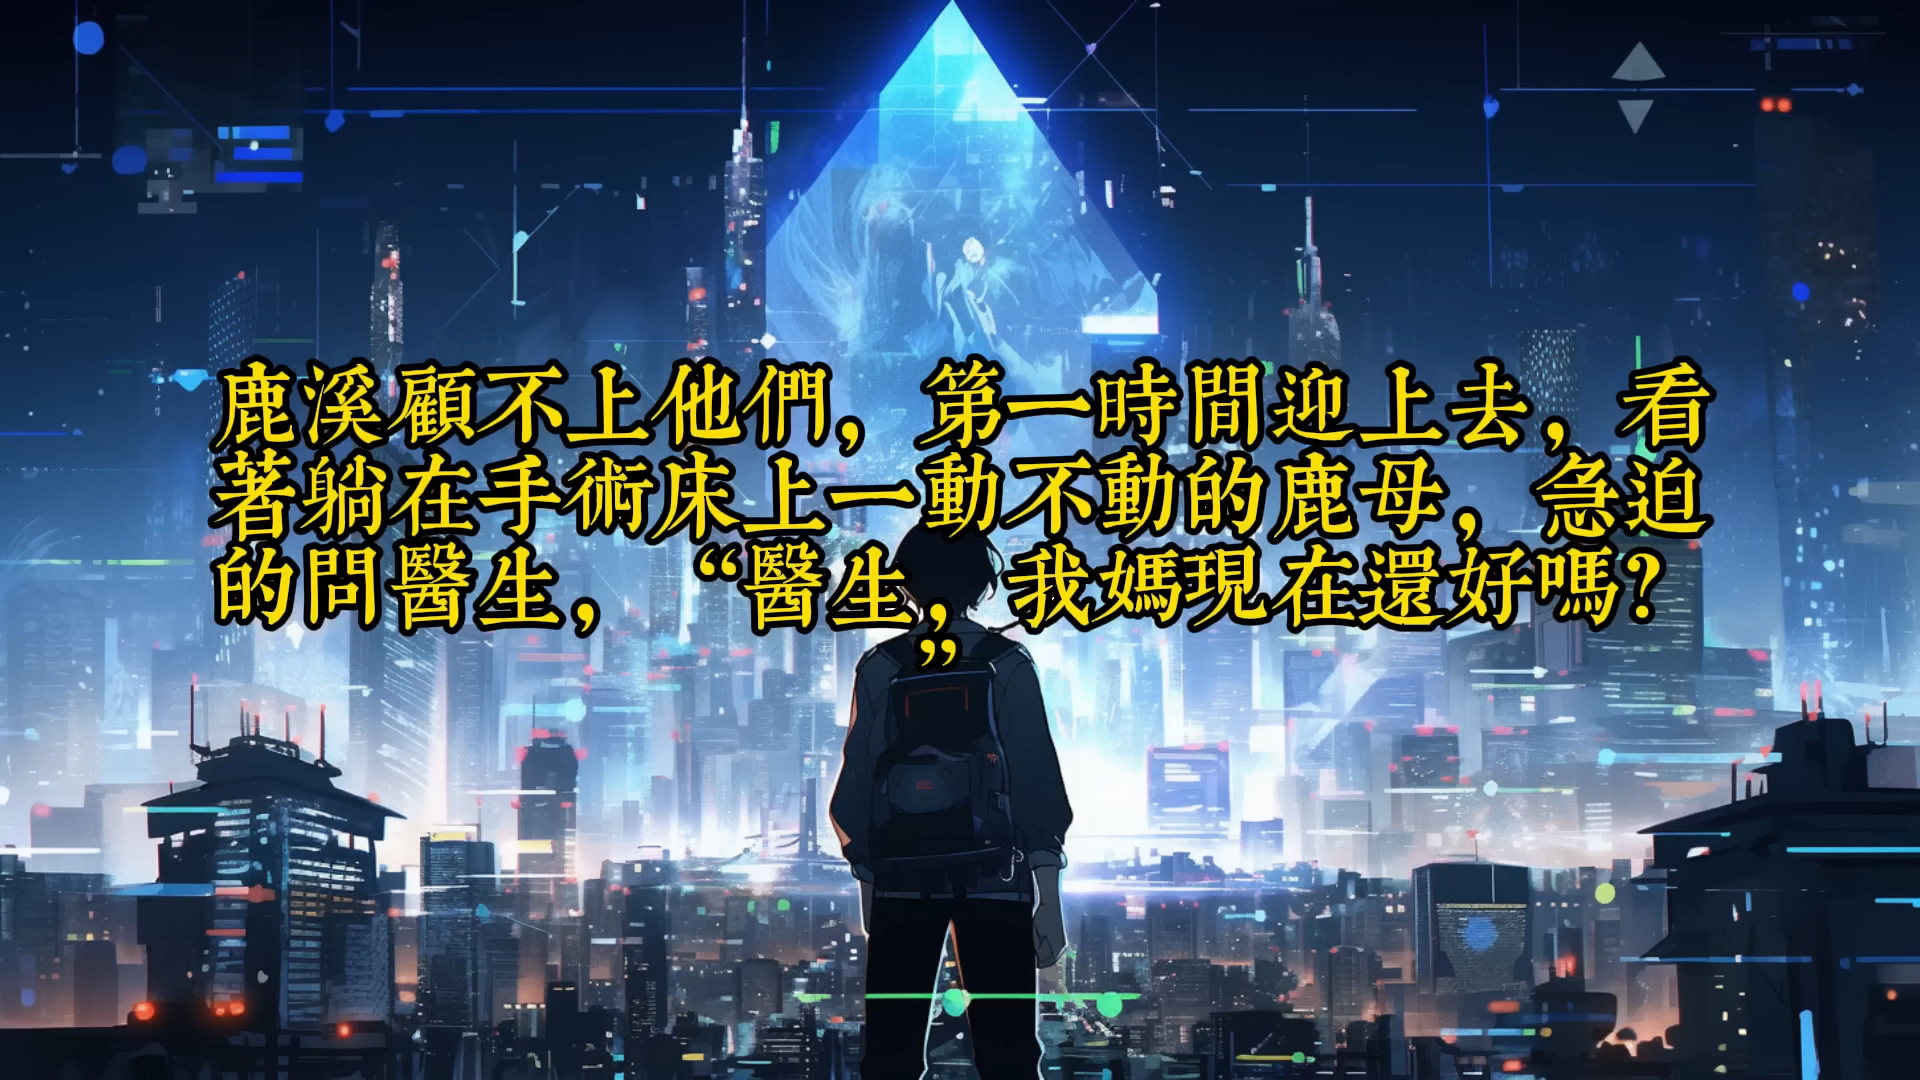 鹿溪顧不上他們，第一時間迎上去，看
著躺在手術床上一動不動的鹿母，急迫
的問醫生，“醫生，我媽現在還好嗎？
”